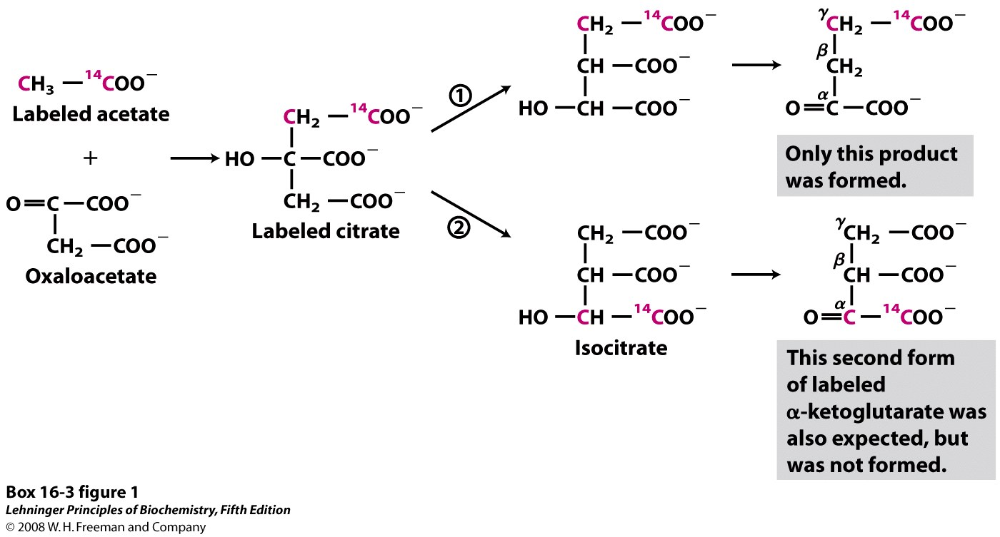 CH₃ — ¹⁴COO⁻
Labeled acetate
+
O=C — COO⁻
CH₂ — COO⁻
Oxaloacetate
CH₂ — ¹⁴COO⁻
HO — C — COO⁻
CH₂ — COO⁻
Labeled citrate
①
②
CH₂ — ¹⁴COO⁻
CH — COO⁻
HO — CH — COO⁻
γ
CH₂ — ¹⁴COO⁻
β
CH₂
α
O=C — COO⁻
Only this product
was formed.
CH₂ — COO⁻
CH — COO⁻
HO — CH — ¹⁴COO⁻
Isocitrate
γ
CH₂ — COO⁻
β
CH — COO⁻
α
O=C — ¹⁴COO⁻
This second form
of labeled
α-ketoglutarate was
also expected, but
was not formed.
Box 16-3 figure 1
Lehninger Principles of Biochemistry, Fifth Edition
© 2008 W. H. Freeman and Company